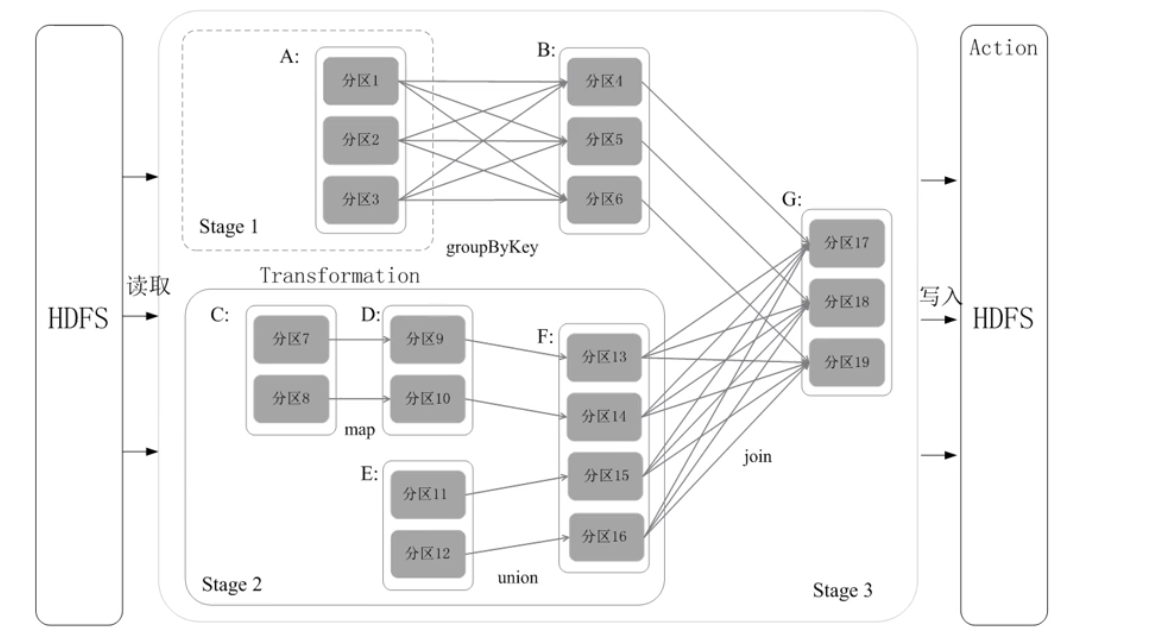 HDFS
读取
A:
分区1
分区2
分区3
Stage 1
B:
分区4
分区5
分区6
groupByKey
Transformation
C:
分区7
分区8
map
D:
分区9
分区10
E:
分区11
分区12
union
F:
分区13
分区14
分区15
分区16
Stage 2
G:
分区17
分区18
分区19
join
Stage 3
写入
Action
HDFS